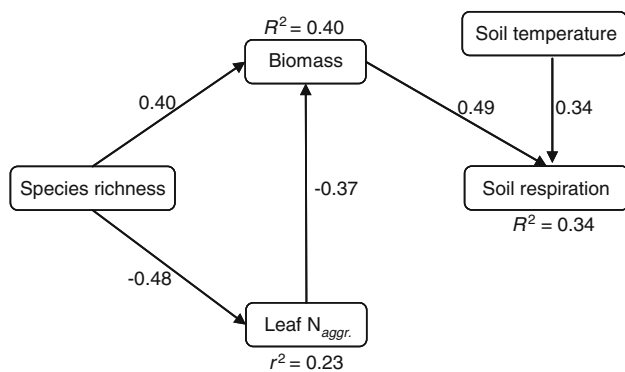 R² = 0.40
Soil temperature
Biomass
0.40
0.49
0.34
Species richness
-0.37
Soil respiration
R² = 0.34
-0.48
Leaf N aggr.
r² = 0.23